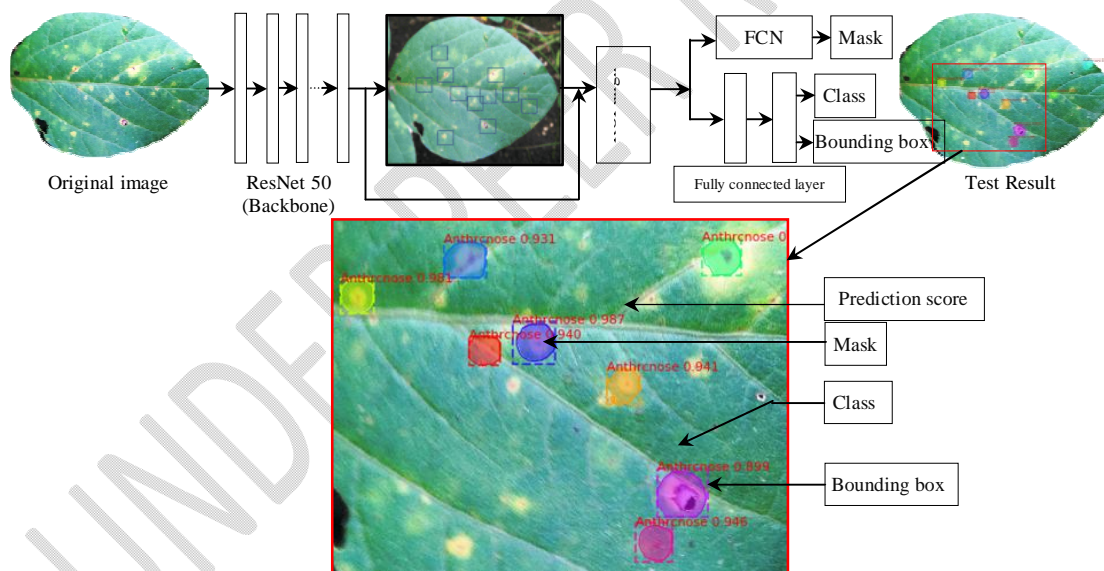 FCN
Mask
Class
Bounding box
Original image
ResNet 50
(Backbone)
Fully connected layer
Test Result
Anthrcnose 0.931
Anthrcnose 0
Anthrcnose 0.981
Prediction score
Anthrcnose 0.987
Anthrcnose 0.940
Mask
Anthrcnose 0.941
Class
Anthrcnose 0.899
Bounding box
Anthrcnose 0.946
UNDER